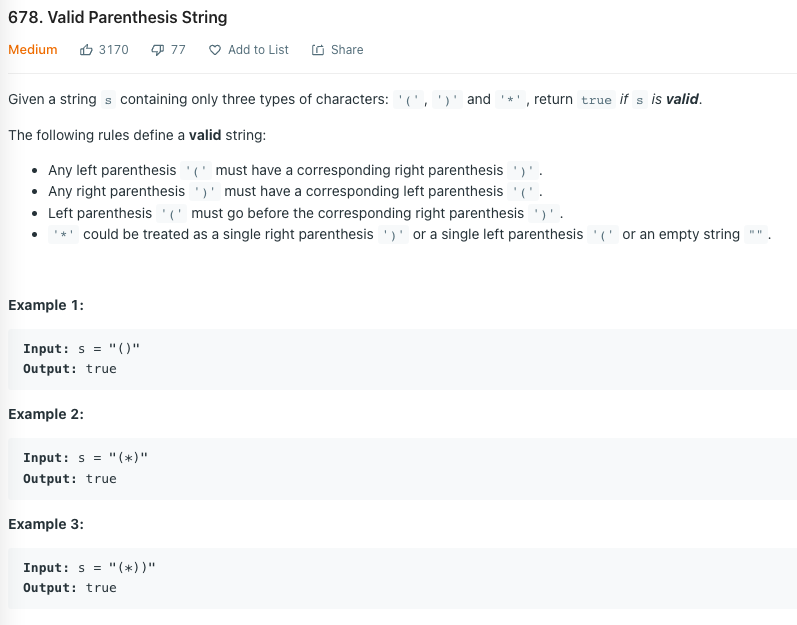 678. Valid Parenthesis String
Medium 3170 77 Add to List Share
Given a string s containing only three types of characters: '(', ')' and '*', return true if s is valid.
The following rules define a valid string:
• Any left parenthesis '(' must have a corresponding right parenthesis ')'.
• Any right parenthesis ')' must have a corresponding left parenthesis '('.
• Left parenthesis '(' must go before the corresponding right parenthesis ')'.
• '*' could be treated as a single right parenthesis ')' or a single left parenthesis '(' or an empty string "".
Example 1:
Input: s = "()"
Output: true
Example 2:
Input: s = "(*)"
Output: true
Example 3:
Input: s = "(*))"
Output: true